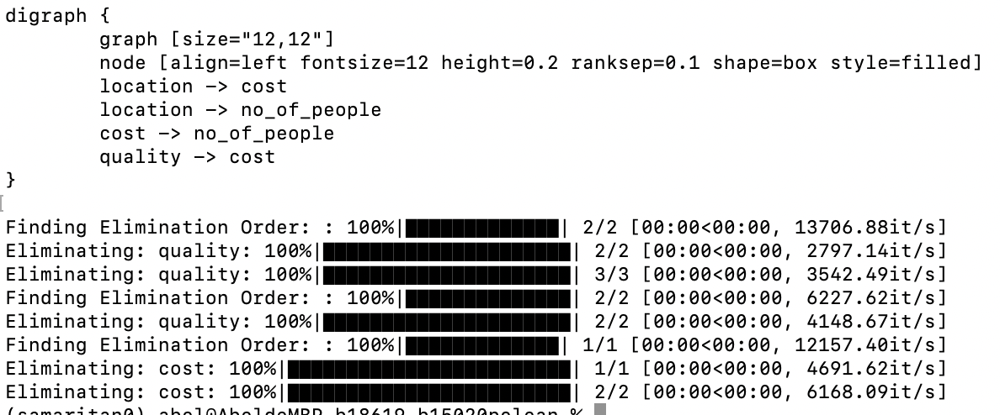 digraph {
graph [size="12,12"]
node [align=left fontsize=12 height=0.2 ranksep=0.1 shape=box style=filled]
location -> cost
location -> no_of_people
cost -> no_of_people
quality -> cost
}
[
Finding Elimination Order: : 100%|█████████████| 2/2 [00:00<00:00, 13706.88it/s]
Eliminating: quality: 100%|█████████████████████| 2/2 [00:00<00:00, 2797.14it/s]
Eliminating: quality: 100%|█████████████████████| 3/3 [00:00<00:00, 3542.49it/s]
Finding Elimination Order: : 100%|█████████████| 2/2 [00:00<00:00, 6227.62it/s]
Eliminating: quality: 100%|█████████████████████| 2/2 [00:00<00:00, 4148.67it/s]
Finding Elimination Order: : 100%|█████████████| 1/1 [00:00<00:00, 12157.40it/s]
Eliminating: cost: 100%|████████████████████████| 1/1 [00:00<00:00, 4691.62it/s]
Eliminating: cost: 100%|████████████████████████| 2/2 [00:00<00:00, 6168.09it/s]
(samaritan0) abel@AbeldeMBP b18619_b15020nolean %